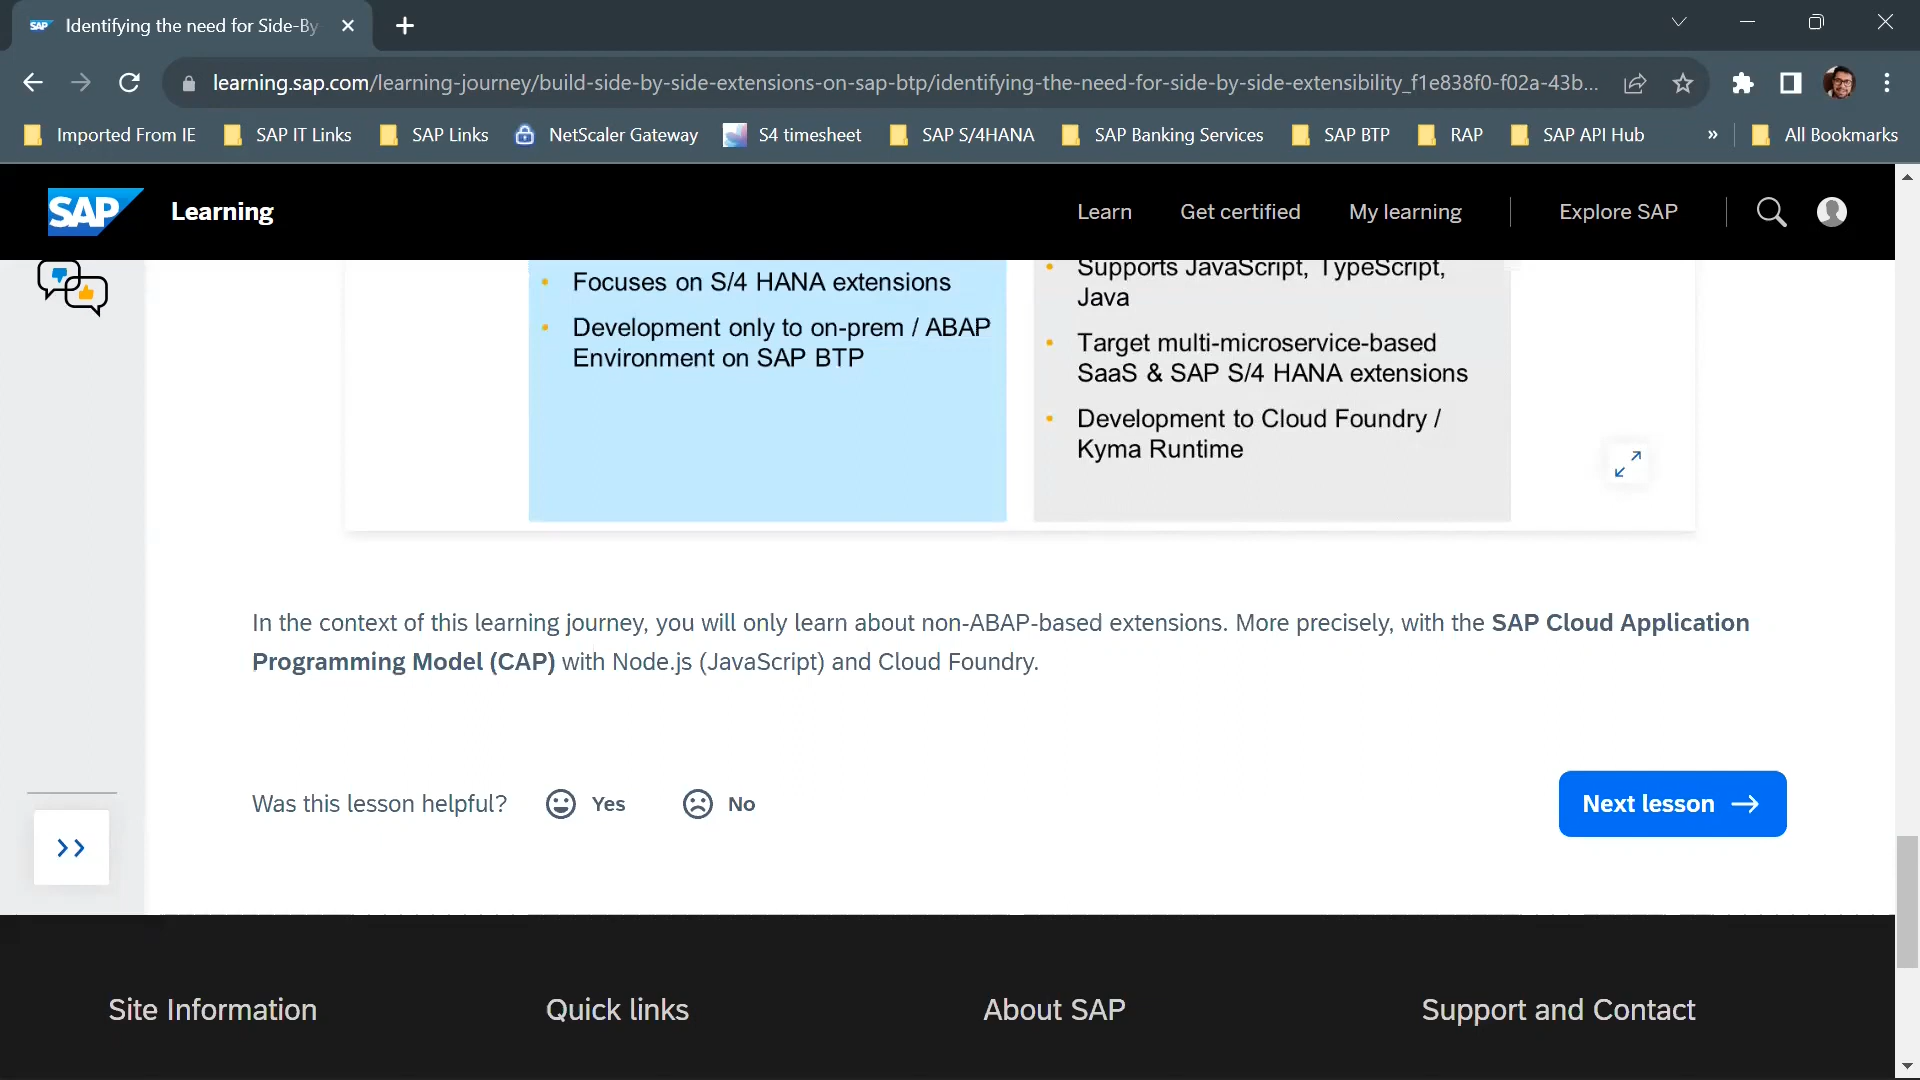 SAP Identifying the need for Side-By
learning.sap.com/learning-journey/build-side-by-side-extensions-on-sap-btp/identifying-the-need-for-side-by-side-extensibility_f1e838f0-f02a-43b...
Imported From IE SAP IT Links SAP Links NetScaler Gateway S4 timesheet SAP S/4HANA SAP Banking Services SAP BTP RAP SAP API Hub » All Bookmarks
SAP Learning Learn Get certified My learning Explore SAP
• Focuses on S/4 HANA extensions
• Development only to on-prem / ABAP
Environment on SAP BTP
• Supports JavaScript, TypeScript,
Java
• Target multi-microservice-based
SaaS & SAP S/4 HANA extensions
• Development to Cloud Foundry /
Kyma Runtime
In the context of this learning journey, you will only learn about non-ABAP-based extensions. More precisely, with the SAP Cloud Application
Programming Model (CAP) with Node.js (JavaScript) and Cloud Foundry.
Was this lesson helpful? Yes No Next lesson →
Site Information Quick links About SAP Support and Contact